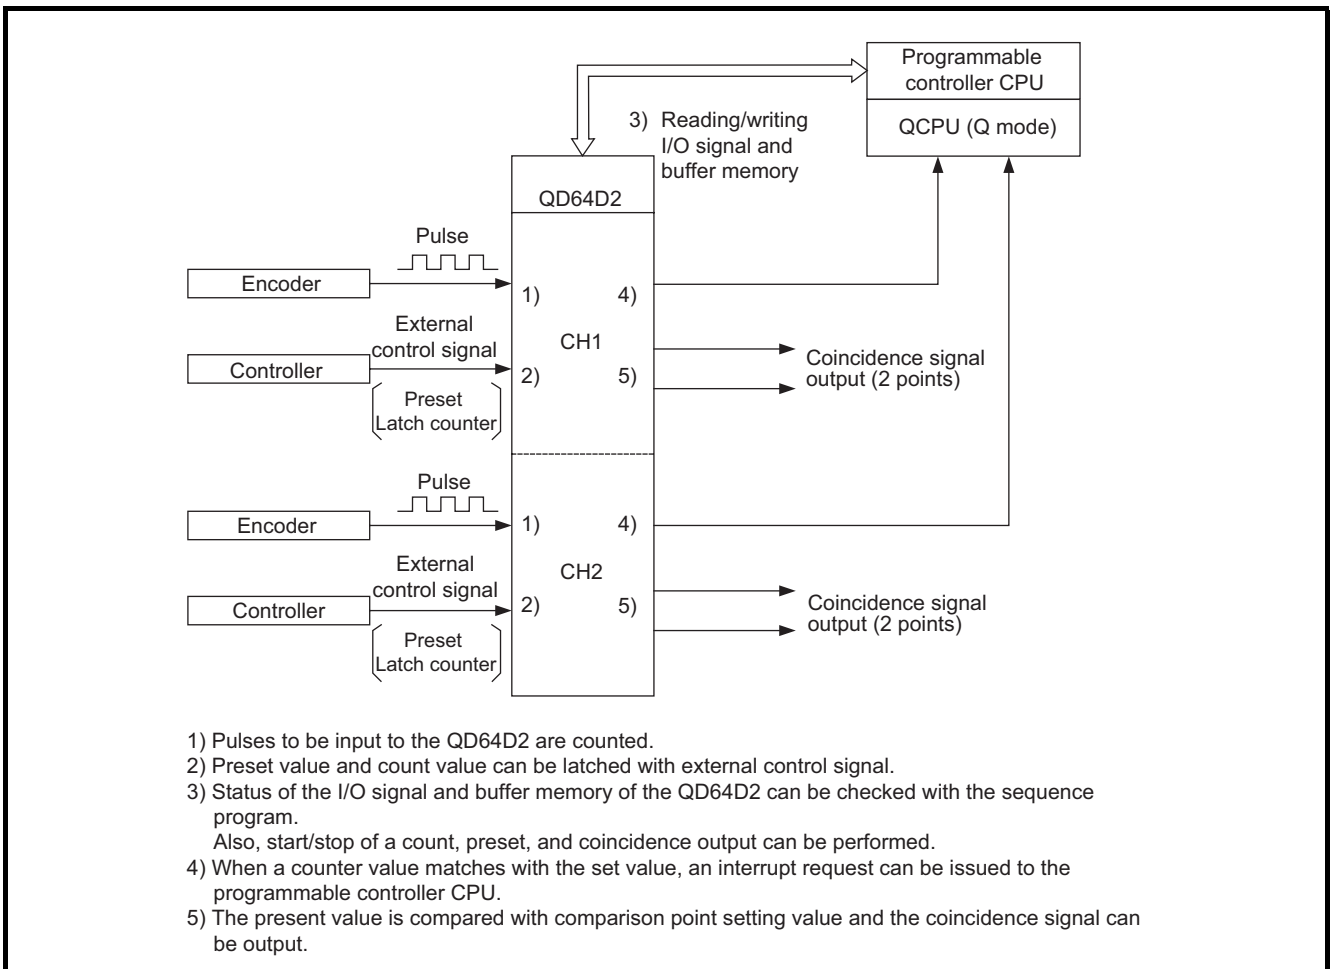 Programmable
controller CPU
QCPU (Q mode)
3) Reading/writing
I/O signal and
buffer memory
QD64D2
Pulse
Encoder
1)
4)
External
control signal
CH1
Controller
2)
5)
Coincidence signal
output (2 points)
Preset
Latch counter
Pulse
Encoder
1)
4)
External
control signal
CH2
Controller
2)
5)
Coincidence signal
output (2 points)
Preset
Latch counter
1) Pulses to be input to the QD64D2 are counted.
2) Preset value and count value can be latched with external control signal.
3) Status of the I/O signal and buffer memory of the QD64D2 can be checked with the sequence
program.
Also, start/stop of a count, preset, and coincidence output can be performed.
4) When a counter value matches with the set value, an interrupt request can be issued to the
programmable controller CPU.
5) The present value is compared with comparison point setting value and the coincidence signal can
be output.